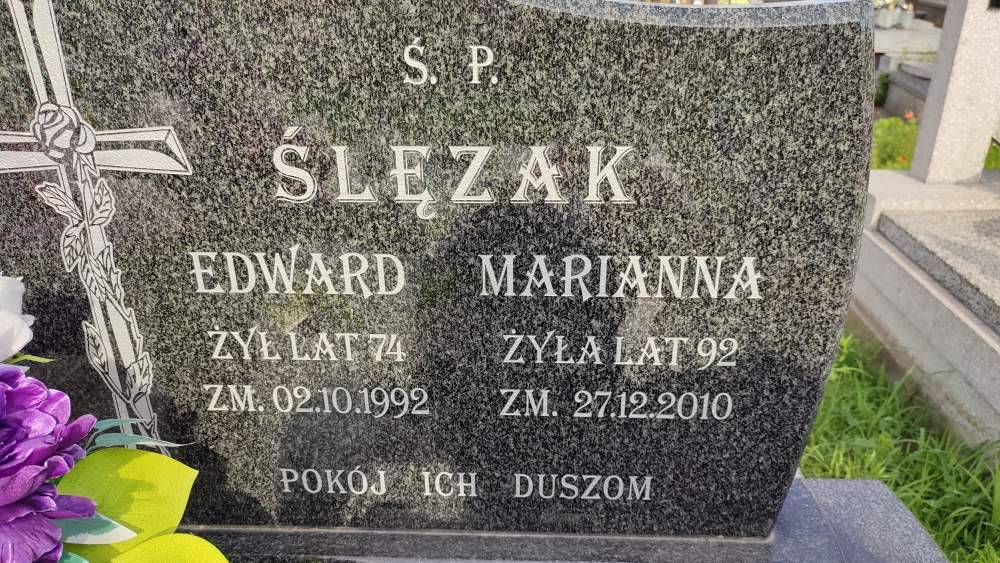 Ś. P.
ŚLĘZAK
EDWARD MARIANNA
ŻYŁ LAT 74 ŻYŁA LAT 92
ZM. 02.10.1992 ZM. 27.12.2010
POKÓJ ICH DUSZOM